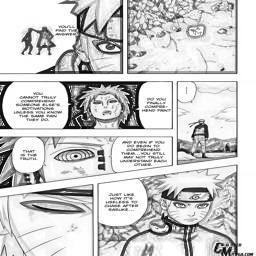 YOU'LL
FIND THE
ANSWER.
DO YOU
FINALLY
COMPRE-
HEND PAIN?
YOU
CANNOT TRULY
COMPREHEND
SOMEONE ELSE'S
MOTIVATIONS
UNLESS YOU
KNOW THE SAME
PAIN THEY DO.
AND EVEN IF YOU
DO BEGIN TO
COMPREHEND
THEM...YOU STILL
MAY NOT TRULY
UNDERSTAND EACH
OTHER.
THAT
IS THE
TRUTH.
JUST LIKE
HOW IT'S
USELESS TO
CHASE AFTER
SASUKE...